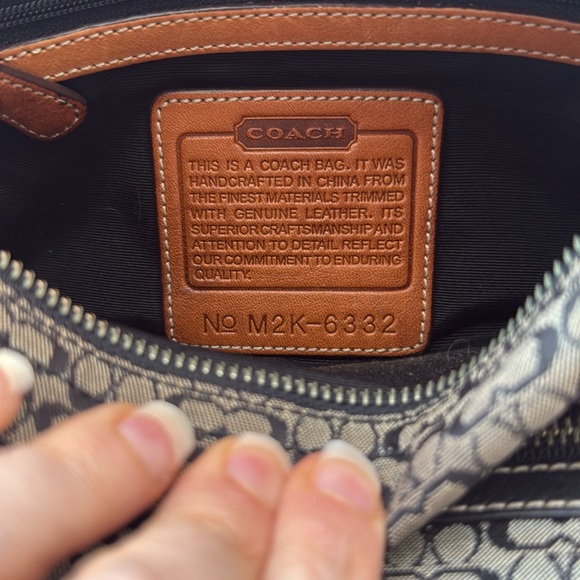 COACH
THIS IS A COACH BAG. IT WAS
HANDCRAFTED IN CHINA FROM
THE FINEST MATERIALS TRIMMED
WITH GENUINE LEATHER. ITS
SUPERIOR CRAFTSMANSHIP AND
ATTENTION TO DETAIL REFLECT
OUR COMMITMENT TO ENDURING
QUALITY.
No M2K-6332